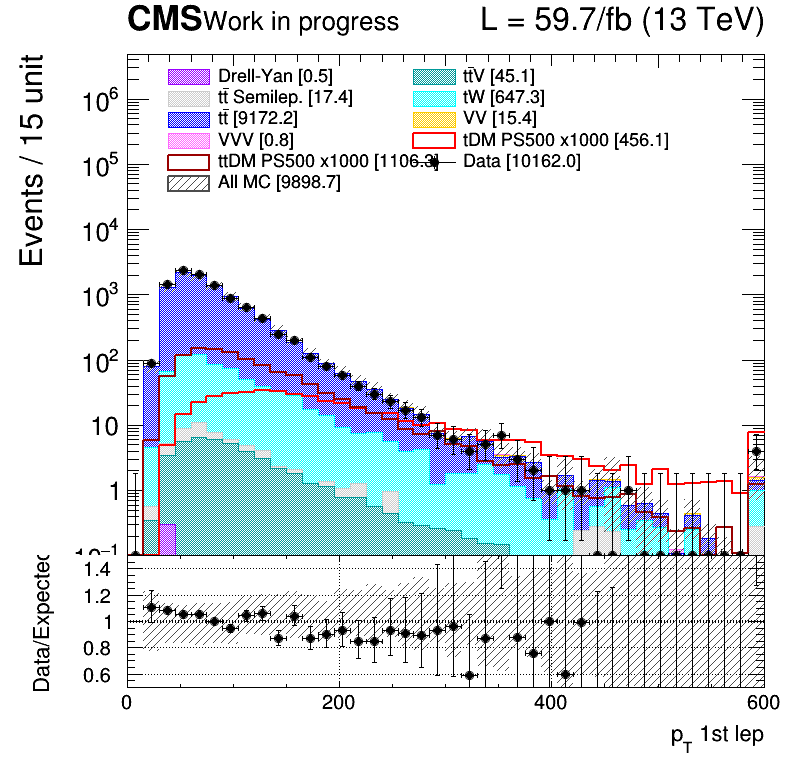 CMS Work in progress L = 59.7/fb (13 TeV)
Events / 15 unit
Drell-Yan [0.5] tt̄V [45.1]
tt̄ Semilep. [17.4] tW [647.3]
tt̄ [9172.2] VV [15.4]
VVV [0.8] tDM PS500 x1000 [456.1]
ttDM PS500 x1000 [1106.3] Data [10162.0]
All MC [9898.7]
10⁶
10⁵
10⁴
10³
10²
10
1
10⁻¹
Data/Expected
1.4
1.2
1
0.8
0.6
0 200 400 600
p_T 1st lep